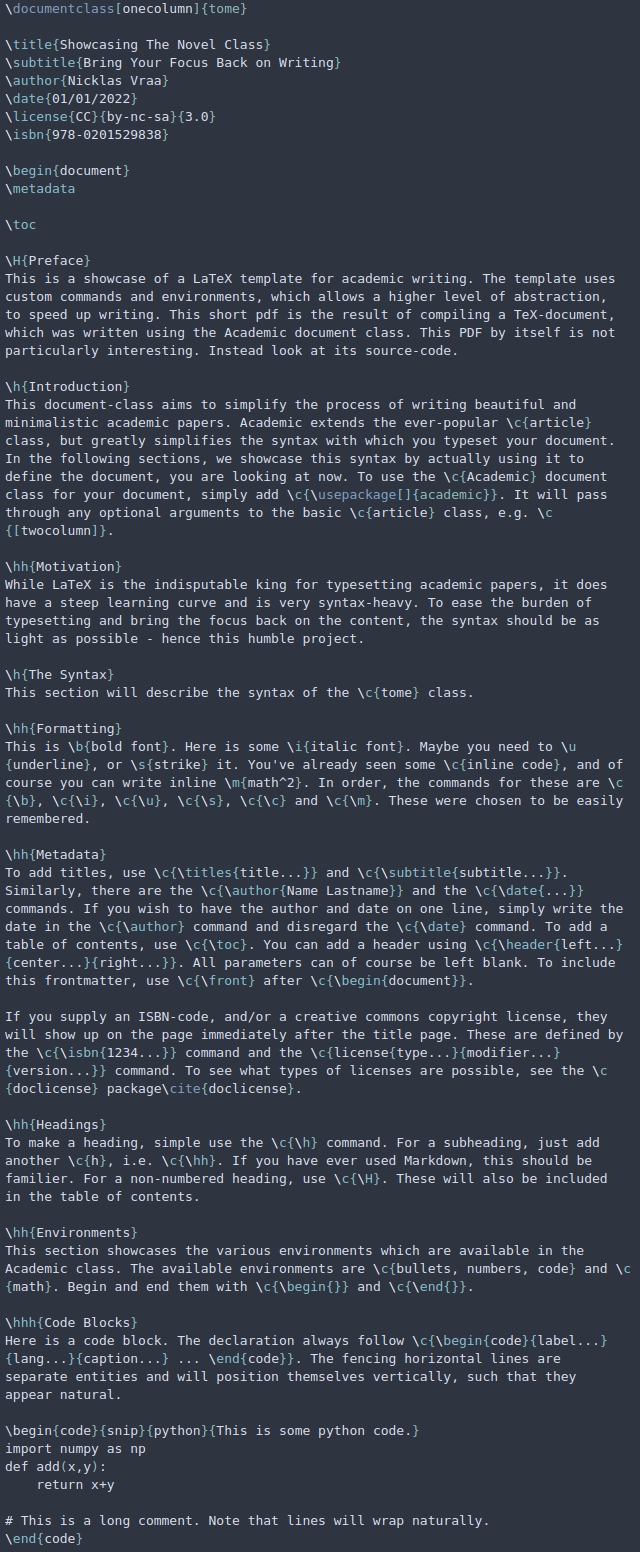 \documentclass[onecolumn]{tome}

\title{Showcasing The Novel Class}
\subtitle{Bring Your Focus Back on Writing}
\author{Nicklas Vraa}
\date{01/01/2022}
\license{CC}{by-nc-sa}{3.0}
\isbn{978-0201529838}

\begin{document}
\metadata

\toc

\H{Preface}
This is a showcase of a LaTeX template for academic writing. The template uses
custom commands and environments, which allows a higher level of abstraction,
to speed up writing. This short pdf is the result of compiling a TeX-document,
which was written using the Academic document class. This PDF by itself is not
particularly interesting. Instead look at its source-code.

\h{Introduction}
This document-class aims to simplify the process of writing beautiful and
minimalistic academic papers. Academic extends the ever-popular \c{article}
class, but greatly simplifies the syntax with which you typeset your document.
In the following sections, we showcase this syntax by actually using it to
define the document, you are looking at now. To use the \c{Academic} document
class for your document, simply add \c{\usepackage[]{academic}}. It will pass
through any optional arguments to the basic \c{article} class, e.g. \c
{[twocolumn]}.

\hh{Motivation}
While LaTeX is the indisputable king for typesetting academic papers, it does
have a steep learning curve and is very syntax-heavy. To ease the burden of
typesetting and bring the focus back on the content, the syntax should be as
light as possible - hence this humble project.

\h{The Syntax}
This section will describe the syntax of the \c{tome} class.

\hh{Formatting}
This is \b{bold font}. Here is some \i{italic font}. Maybe you need to \u
{underline}, or \s{strike} it. You've already seen some \c{inline code}, and of
course you can write inline \m{math^2}. In order, the commands for these are \c
{\b}, \c{\i}, \c{\u}, \c{\s}, \c{\c} and \c{\m}. These were chosen to be easily
remembered.

\hh{Metadata}
To add titles, use \c{\titles{title...}} and \c{\subtitle{subtitle...}}.
Similarly, there are the \c{\author{Name Lastname}} and the \c{\date{...}}
commands. If you wish to have the author and date on one line, simply write the
date in the \c{\author} command and disregard the \c{\date} command. To add a
table of contents, use \c{\toc}. You can add a header using \c{\header{left...}
{center...}{right...}}. All parameters can of course be left blank. To include
this frontmatter, use \c{\front} after \c{\begin{document}}.

If you supply an ISBN-code, and/or a creative commons copyright license, they
will show up on the page immediately after the title page. These are defined by
the \c{\isbn{1234...}} command and the \c{license{type...}{modifier...}
{version...}} command. To see what types of licenses are possible, see the \c
{doclicense} package\cite{doclicense}.

\hh{Headings}
To make a heading, simple use the \c{\h} command. For a subheading, just add
another \c{h}, i.e. \c{\hh}. If you have ever used Markdown, this should be
familier. For a non-numbered heading, use \c{\H}. These will also be included
in the table of contents.

\hh{Environments}
This section showcases the various environments which are available in the
Academic class. The available environments are \c{bullets, numbers, code} and \c
{math}. Begin and end them with \c{\begin{}} and \c{\end{}}.

\hhh{Code Blocks}
Here is a code block. The declaration always follow \c{\begin{code}{label...}
{lang...}{caption...} ... \end{code}}. The fencing horizontal lines are
separate entities and will position themselves vertically, such that they
appear natural.

\begin{code}{snip}{python}{This is some python code.}
import numpy as np
def add(x,y):
    return x+y

# This is a long comment. Note that lines will wrap naturally.
\end{code}